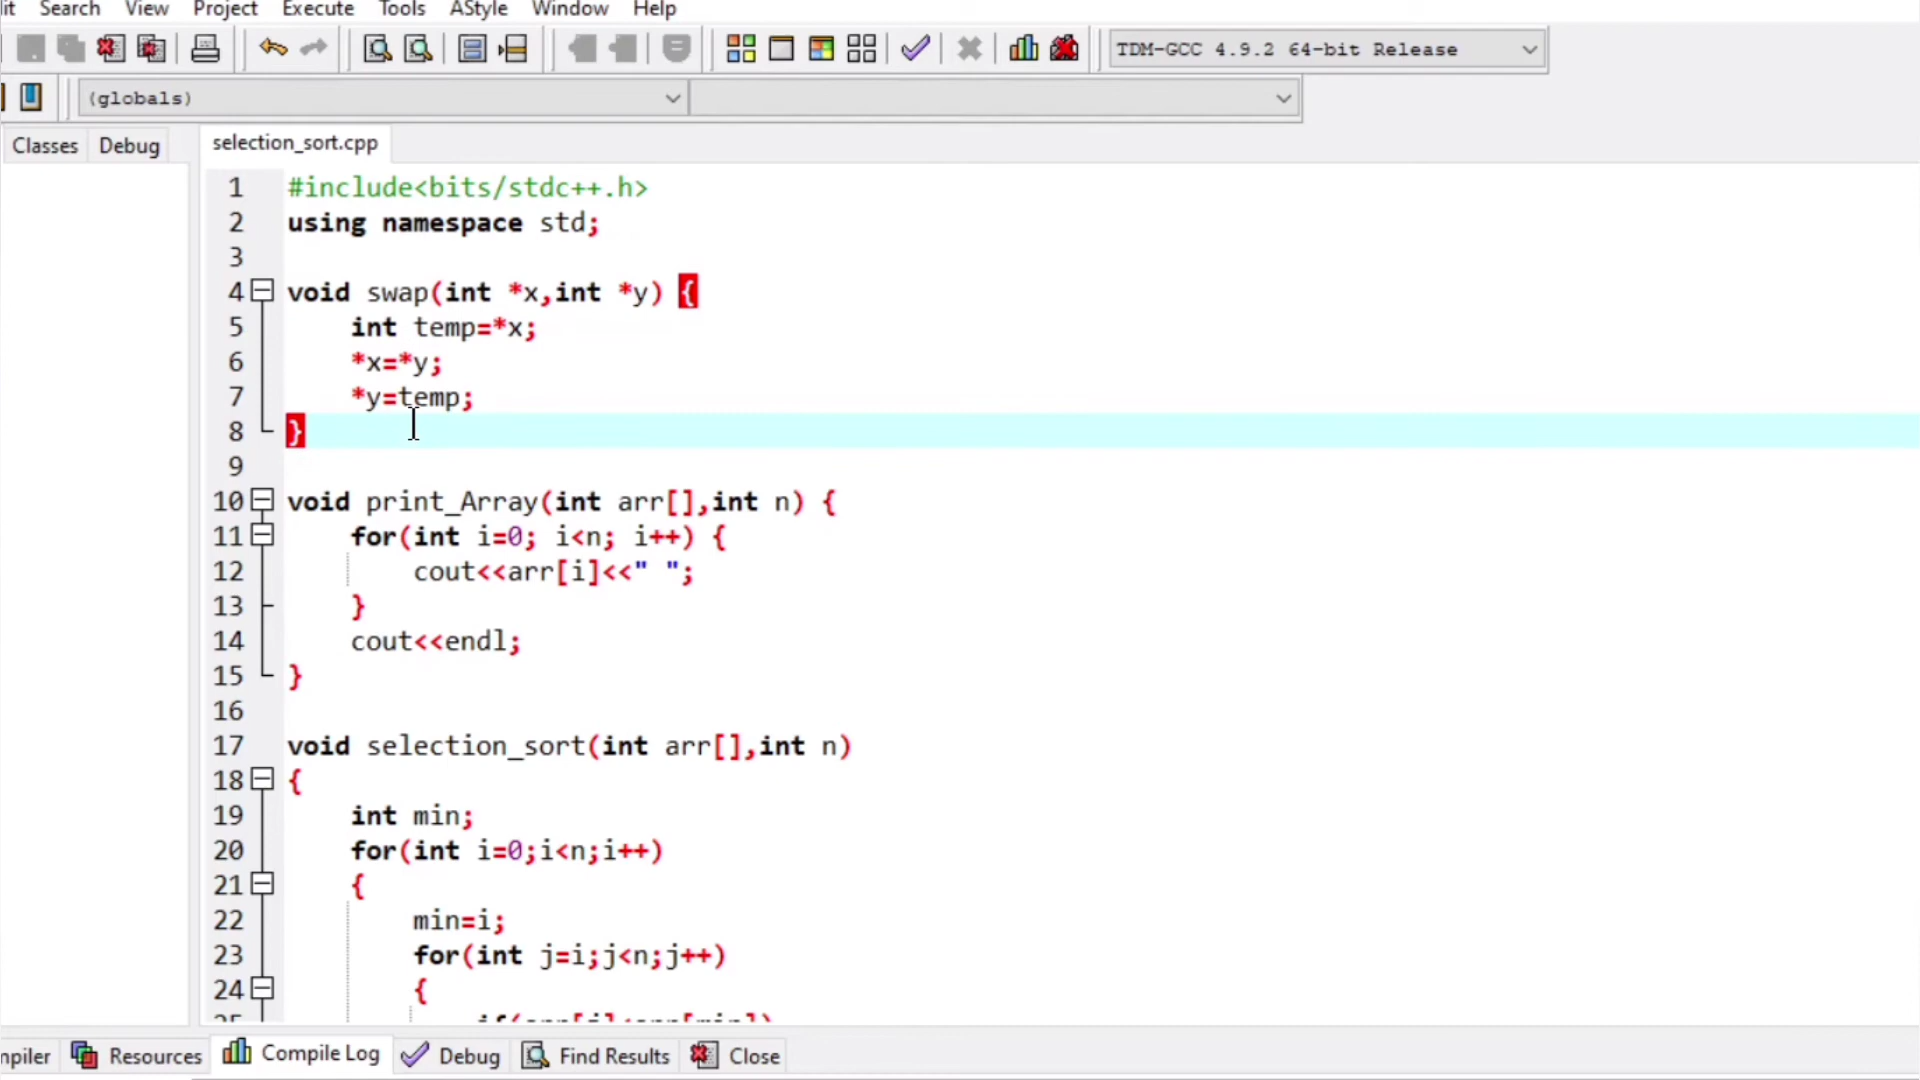 it Search View Project Execute Tools AStyle Window Help
TDM-GCC 4.9.2 64-bit Release
(globals)
Classes Debug selection_sort.cpp
1 #include<bits/stdc++.h>
2 using namespace std;
3
4 void swap(int *x,int *y) {
5 int temp=*x;
6 *x=*y;
7 *y=temp;
8 }
9
10 void print_Array(int arr[],int n) {
11 for(int i=0; i<n; i++) {
12 cout<<arr[i]<<" ";
13 }
14 cout<<endl;
15 }
16
17 void selection_sort(int arr[],int n)
18 {
19 int min;
20 for(int i=0;i<n;i++)
21 {
22 min=i;
23 for(int j=i;j<n;j++)
24 {
npiler Resources Compile Log Debug Find Results Close